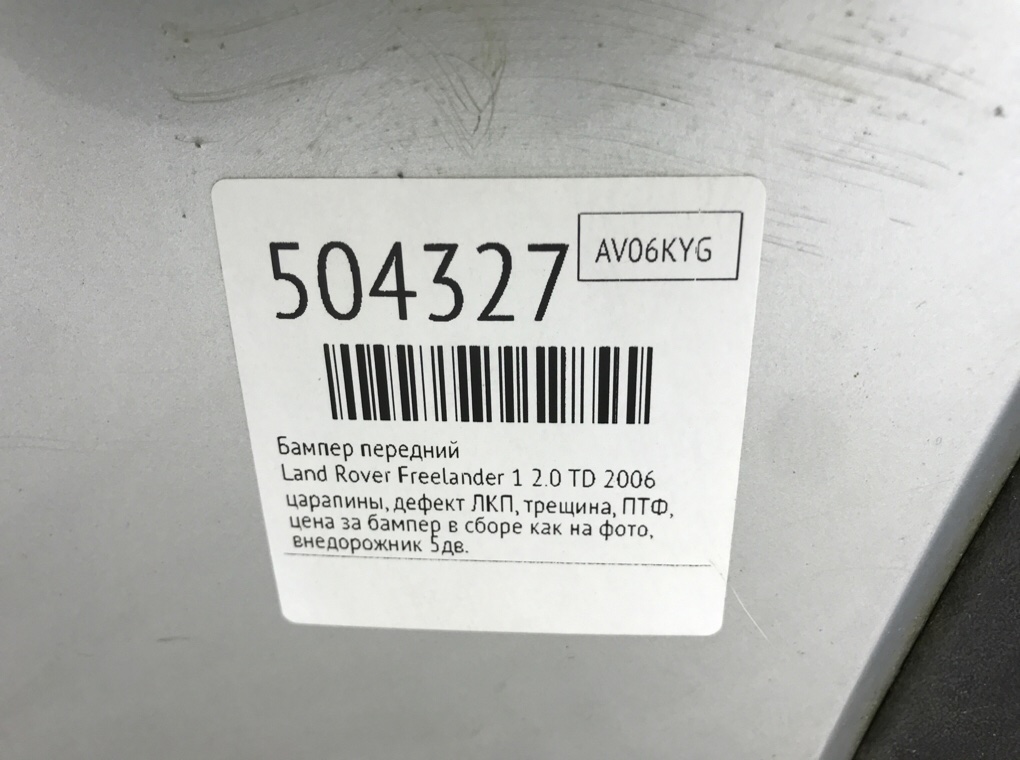 504327
AV06KYG
Бампер передний
Land Rover Freelander 1 2.0 TD 2006
царапины, дефект ЛКП, трещина, ПТФ,
цена за бампер в сборе как на фото,
внедорожник 5дв.